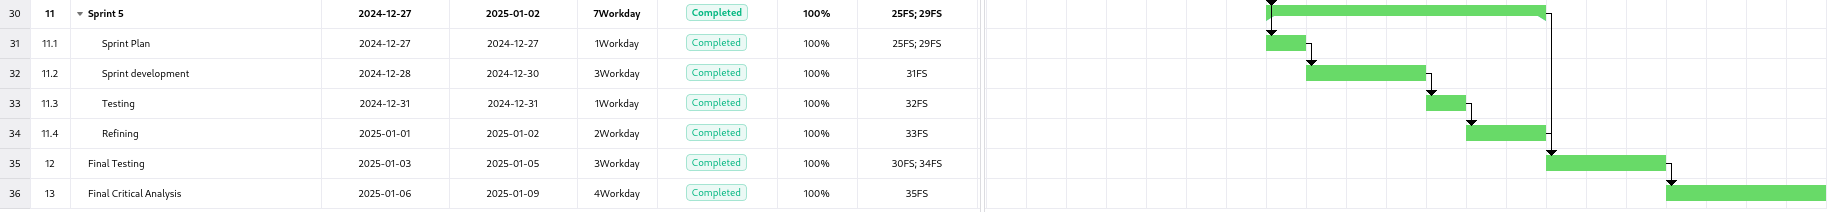 30 11 Sprint 5 2024-12-27 2025-01-02 7Workday Completed 100% 25FS; 29FS
31 11.1 Sprint Plan 2024-12-27 2024-12-27 1Workday Completed 100% 25FS; 29FS
32 11.2 Sprint development 2024-12-28 2024-12-30 3Workday Completed 100% 31FS
33 11.3 Testing 2024-12-31 2024-12-31 1Workday Completed 100% 32FS
34 11.4 Refining 2025-01-01 2025-01-02 2Workday Completed 100% 33FS
35 12 Final Testing 2025-01-03 2025-01-05 3Workday Completed 100% 30FS; 34FS
36 13 Final Critical Analysis 2025-01-06 2025-01-09 4Workday Completed 100% 35FS